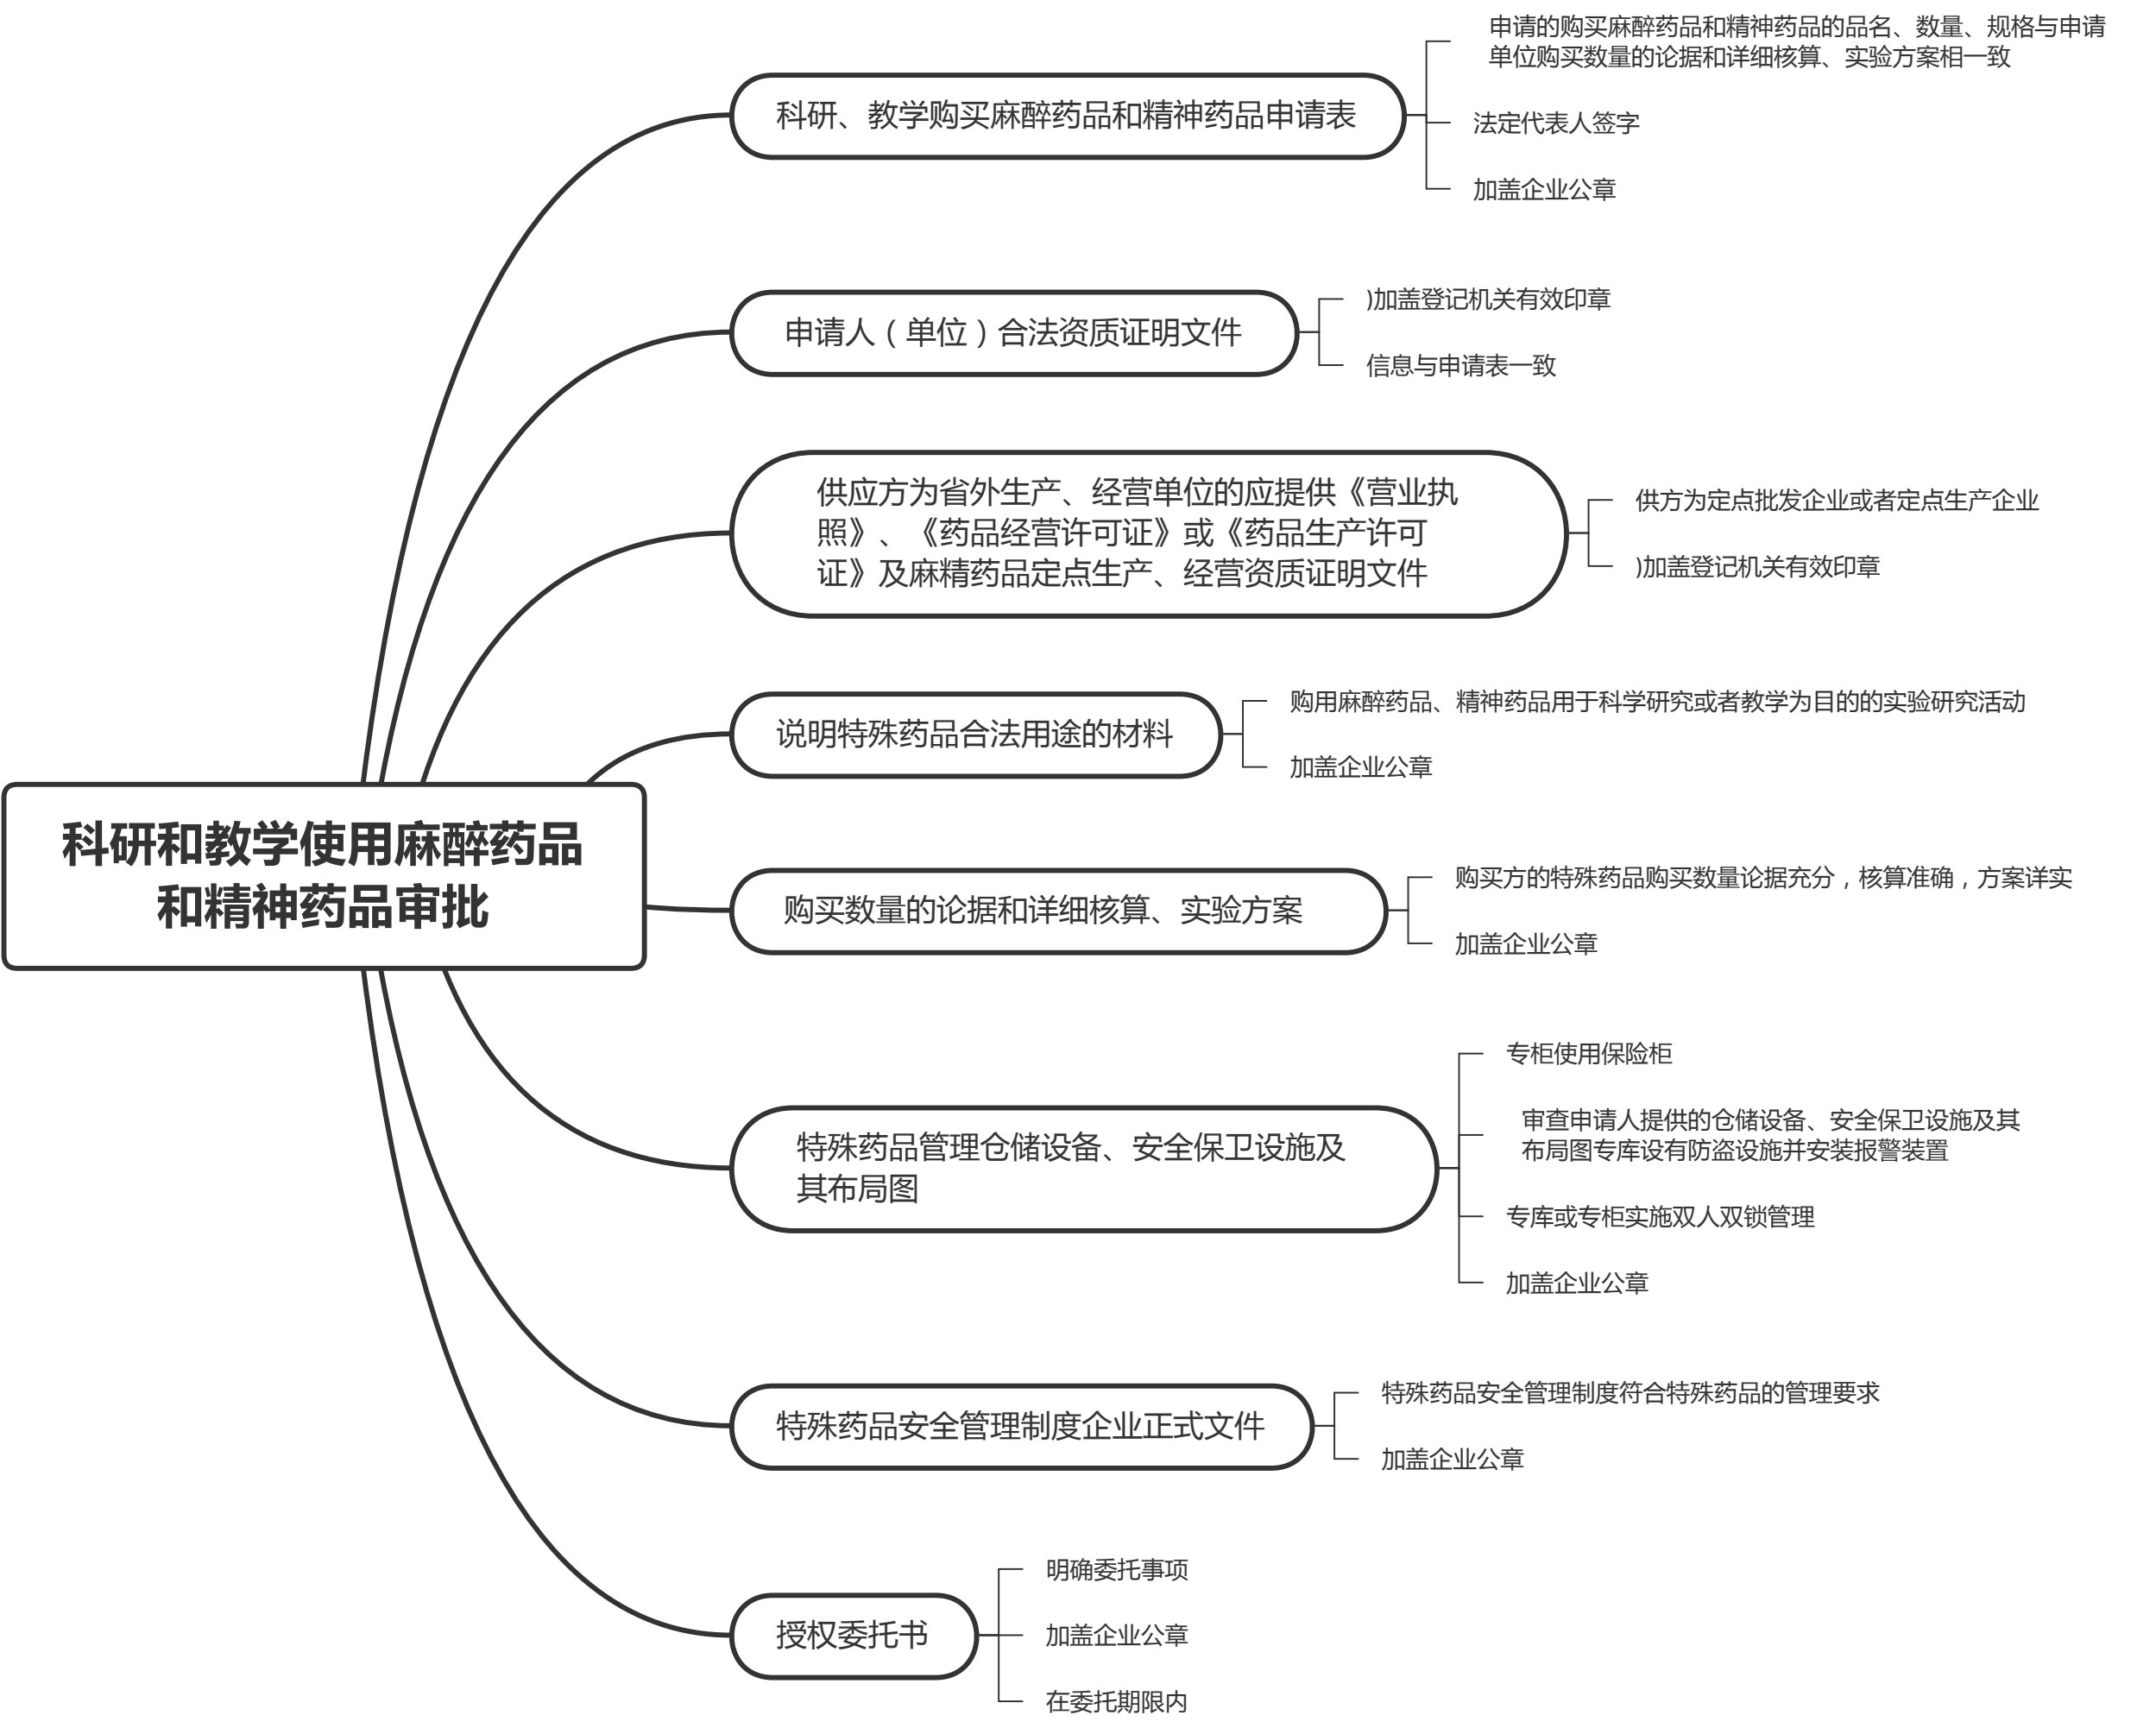 科研和教学使用麻醉药品
和精神药品审批
科研、教学购买麻醉药品和精神药品申请表
申请的购买麻醉药品和精神药品的品名、数量、规格与申请
单位购买数量的论据和详细核算、实验方案相一致
法定代表人签字
加盖企业公章
申请人（单位）合法资质证明文件
)加盖登记机关有效印章
信息与申请表一致
供应方为省外生产、经营单位的应提供《营业执
照》、《药品经营许可证》或《药品生产许可
证》及麻精药品定点生产、经营资质证明文件
供方为定点批发企业或者定点生产企业
)加盖登记机关有效印章
说明特殊药品合法用途的材料
购用麻醉药品、精神药品用于科学研究或者教学为目的的实验研究活动
加盖企业公章
购买数量的论据和详细核算、实验方案
购买方的特殊药品购买数量论据充分，核算准确，方案详实
加盖企业公章
特殊药品管理仓储设备、安全保卫设施及
其布局图
专柜使用保险柜
审查申请人提供的仓储设备、安全保卫设施及其
布局图专库设有防盗设施并安装报警装置
专库或专柜实施双人双锁管理
加盖企业公章
特殊药品安全管理制度企业正式文件
特殊药品安全管理制度符合特殊药品的管理要求
加盖企业公章
授权委托书
明确委托事项
加盖企业公章
在委托期限内